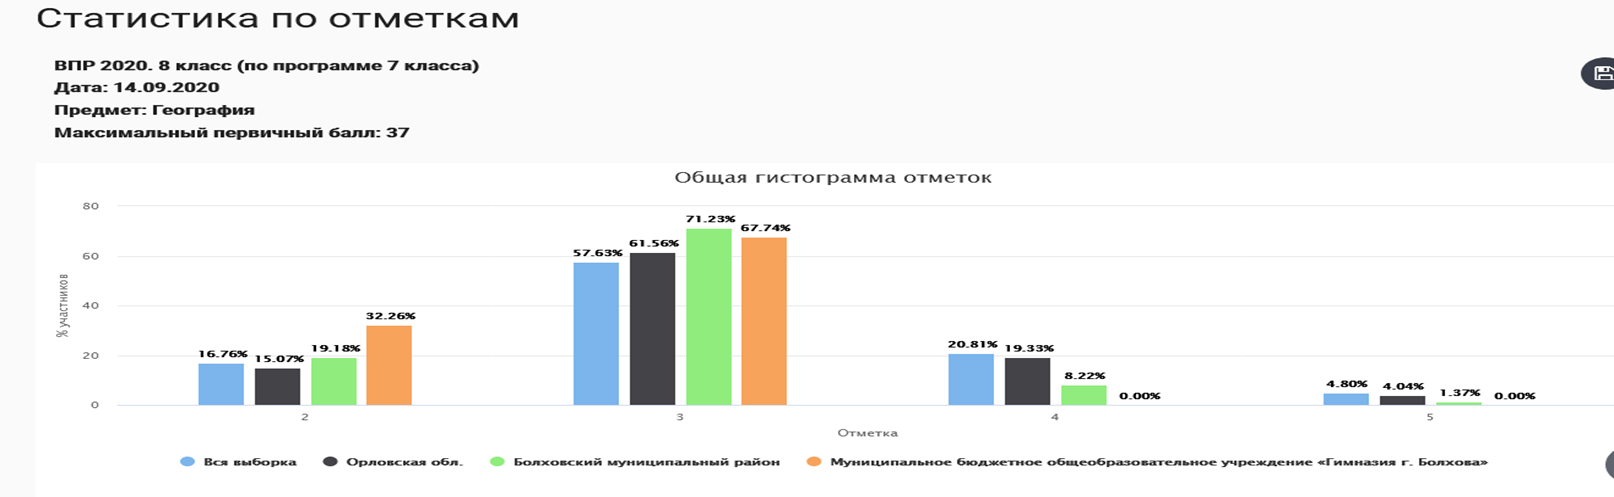 Статистика по отметкам
ВПР 2020. 8 класс (по программе 7 класса)
Дата: 14.09.2020
Предмет: География
Максимальный первичный балл: 37
Общая гистограмма отметок
% участников
80
60
40
20
0
16.76% 15.07% 19.18% 32.26%
57.63% 61.56% 71.23% 67.74%
20.81% 19.33% 8.22% 0.00%
4.80% 4.04% 1.37% 0.00%
2 3 4 5
Отметка
Вся выборка Орловская обл. Болховский муниципальный район Муниципальное бюджетное общеобразовательное учреждение «Гимназия г. Болхова»